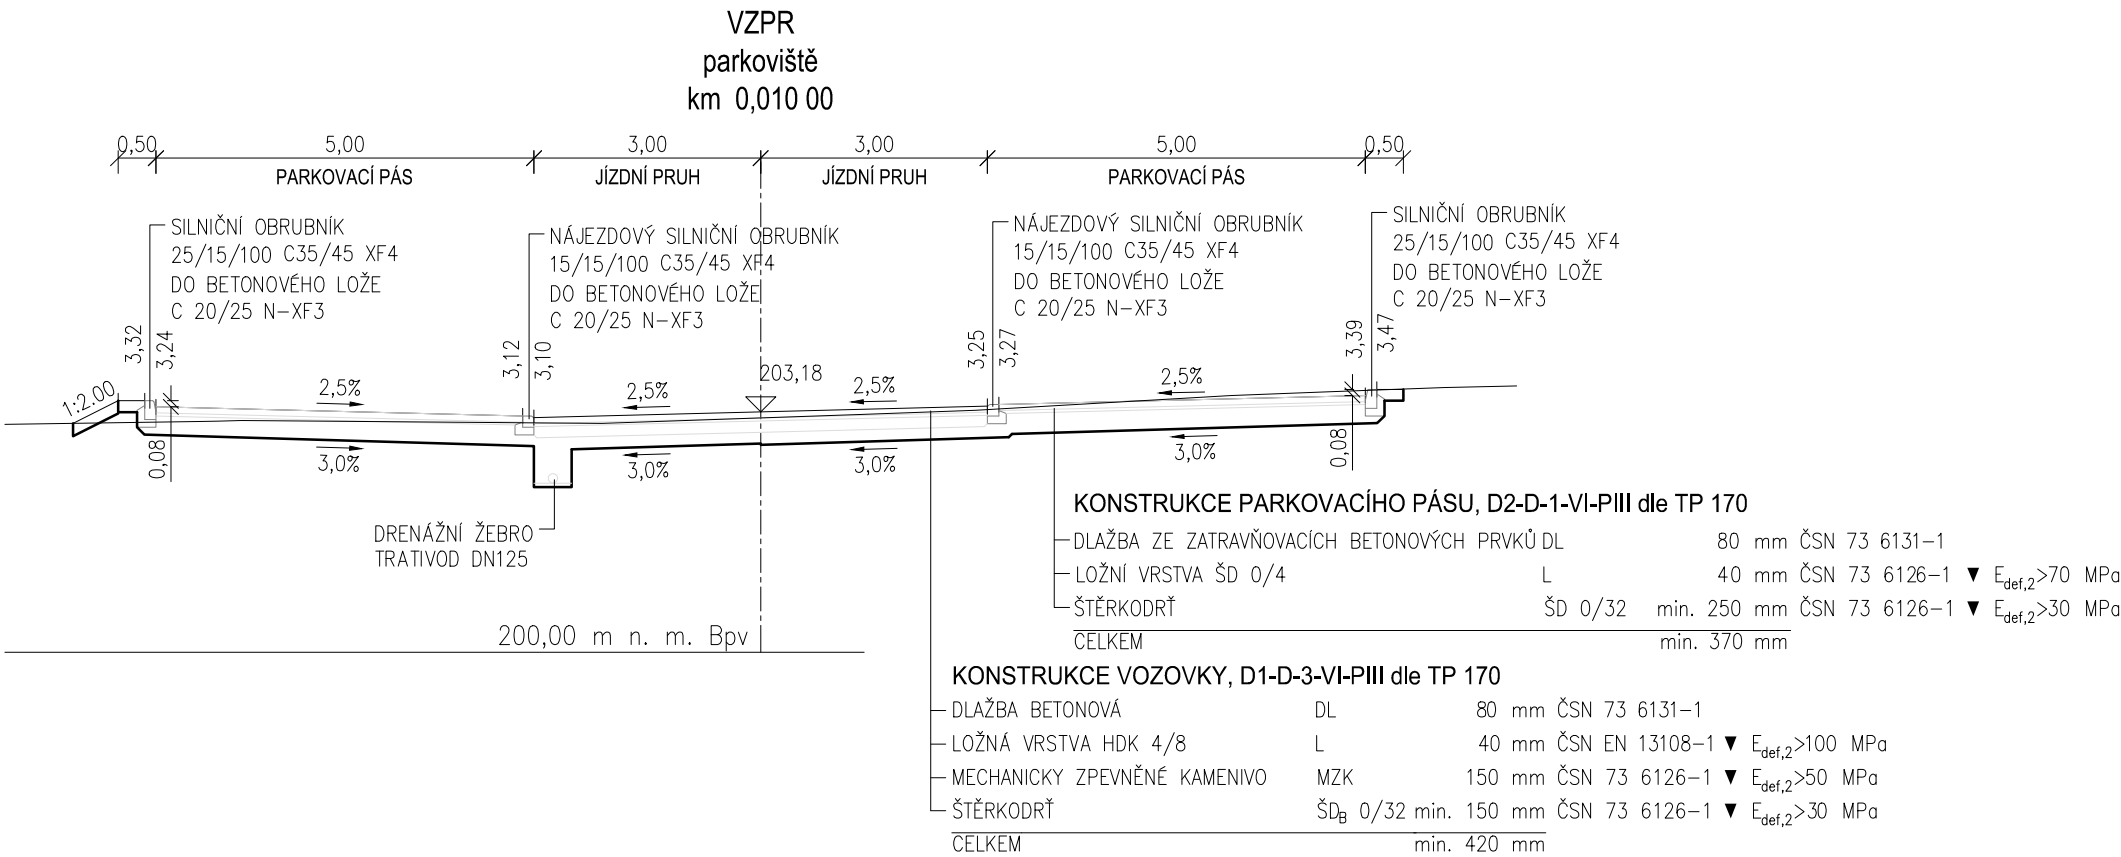 VZPR
parkoviště
km 0,010 00
0,50 5,00 3,00 3,00 5,00 0,50
PARKOVACÍ PÁS JÍZDNÍ PRUH JÍZDNÍ PRUH PARKOVACÍ PÁS
SILNIČNÍ OBRUBNÍK
25/15/100 C35/45 XF4
DO BETONOVÉHO LOŽE
C 20/25 N-XF3
NÁJEZDOVÝ SILNIČNÍ OBRUBNÍK
15/15/100 C35/45 XF4
DO BETONOVÉHO LOŽE
C 20/25 N-XF3
NÁJEZDOVÝ SILNIČNÍ OBRUBNÍK
15/15/100 C35/45 XF4
DO BETONOVÉHO LOŽE
C 20/25 N-XF3
SILNIČNÍ OBRUBNÍK
25/15/100 C35/45 XF4
DO BETONOVÉHO LOŽE
C 20/25 N-XF3
3,32
3,24
3,12
3,10
3,25
3,27
3,39
3,47
1:2.00
2,5%
2,5%
203,18
2,5%
2,5%
0,08
3,0%
3,0%
3,0%
3,0%
0,08
DRENÁŽNÍ ŽEBRO
TRATIVOD DN125
200,00 m n. m. Bpv
KONSTRUKCE PARKOVACÍHO PÁSU, D2-D-1-VI-PIII dle TP 170
DLAŽBA ZE ZATRAVŇOVACÍCH BETONOVÝCH PRVKŮ DL 80 mm ČSN 73 6131-1
LOŽNÍ VRSTVA ŠD 0/4 L 40 mm ČSN 73 6126-1 ▼ Edef,2>70 MPa
ŠTĚRKODRŤ ŠD 0/32 min. 250 mm ČSN 73 6126-1 ▼ Edef,2>30 MPa
CELKEM min. 370 mm
KONSTRUKCE VOZOVKY, D1-D-3-VI-PIII dle TP 170
DLAŽBA BETONOVÁ DL 80 mm ČSN 73 6131-1
LOŽNÁ VRSTVA HDK 4/8 L 40 mm ČSN EN 13108-1 ▼ Edef,2>100 MPa
MECHANICKY ZPEVNĚNÉ KAMENIVO MZK 150 mm ČSN 73 6126-1 ▼ Edef,2>50 MPa
ŠTĚRKODRŤ ŠDB 0/32 min. 150 mm ČSN 73 6126-1 ▼ Edef,2>30 MPa
CELKEM min. 420 mm